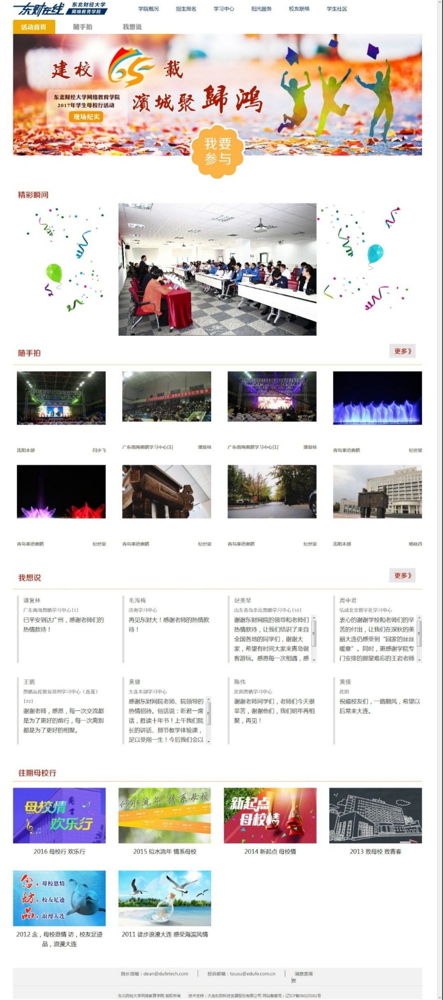 东财在线 东北财经大学
网络教育学院
学院概况 招生报名 学习中心 阳光服务 校友联络 学生社区
活动首页 随手拍 我想说
建校65載
濱城聚歸鴻
东北财经大学网络教育学院
2017年学生母校行活动
现场纪实
我要
参与
精彩瞬间
随手拍 更多》
沈阳本部 闫少飞 广东南海奥鹏学习中心[1] 谭复林 广东南海奥鹏学习中心[1] 谭复林 青岛李沧奥鹏 纪世家
青岛李沧奥鹏 纪世家 青岛李沧奥鹏 纪世家 青岛李沧奥鹏 纪世家 沈阳本部 杨晓丹
我想说 更多》
谭复林
广东南海奥鹏学习中心[1]
已平安到达广州，感谢老师们的
热情款待！
毛海梅
济南学习中心
再见东财大！感谢老师的热情款
待！
纪美琴
山东青岛李沧奥鹏学习中心[16]
谢谢东财网院的领导和老师们
热情款待，让我们结识了来自
全国各地的同学们，谢谢大
家，希望有时间大家来青岛做
客游玩。感恩每一次相遇，感
周中君
弘成北京数字化学习中心
衷心的谢谢学校和老师们的辛
苦的付出，让我们在深秋的美
丽大连仍感受到“回家的丝丝
暖意”。同时，更感谢学院专
门安排的那堂难忘的王岩老师
王鹏
奥鹏远程教育郑州学习中心（直属）
[32]
谢谢老师，感恩，每一次交流都
是为了更好的前行，每一次离别
都是为了更好的相聚。
吴健
大连本部学习中心
感谢东财网院老师、院领导的
热情招待。俗话说：听君一席
话，胜读十年书！上午我们院
长的讲话、那节教学体验课，
足以受用一生！今后我们会以
陈伟
沈阳奥鹏学习中心
谢谢老师同学们，老师们今天很
辛苦，谢谢他们，我们明年再相
聚，再见！
黄倩
沈阳
祝福校友们，一路顺风，希望以
后常来大连。
往期母校行
母校情
欢乐行
似水流年 情系母校
新起点
母校情
2016 母校行 欢乐行
2015 似水流年 情系母校
2014 新起点 母校情
2013 致母校 致青春
念，母校恩情
訪，校友足迹
品，浪漫大连
2012 念，母校恩情 访，校友足迹
品，浪漫大连
2011 徒步浪漫大连 感受海滨风情
院长信箱：dean@dufetech.com | 投诉邮箱：tousu@edufe.com.cn | 满意度调
查
东北财经大学网络教育学院 版权所有 技术支持：大连东财科技发展股份有限公司 网站备案号：辽ICP备06020361号